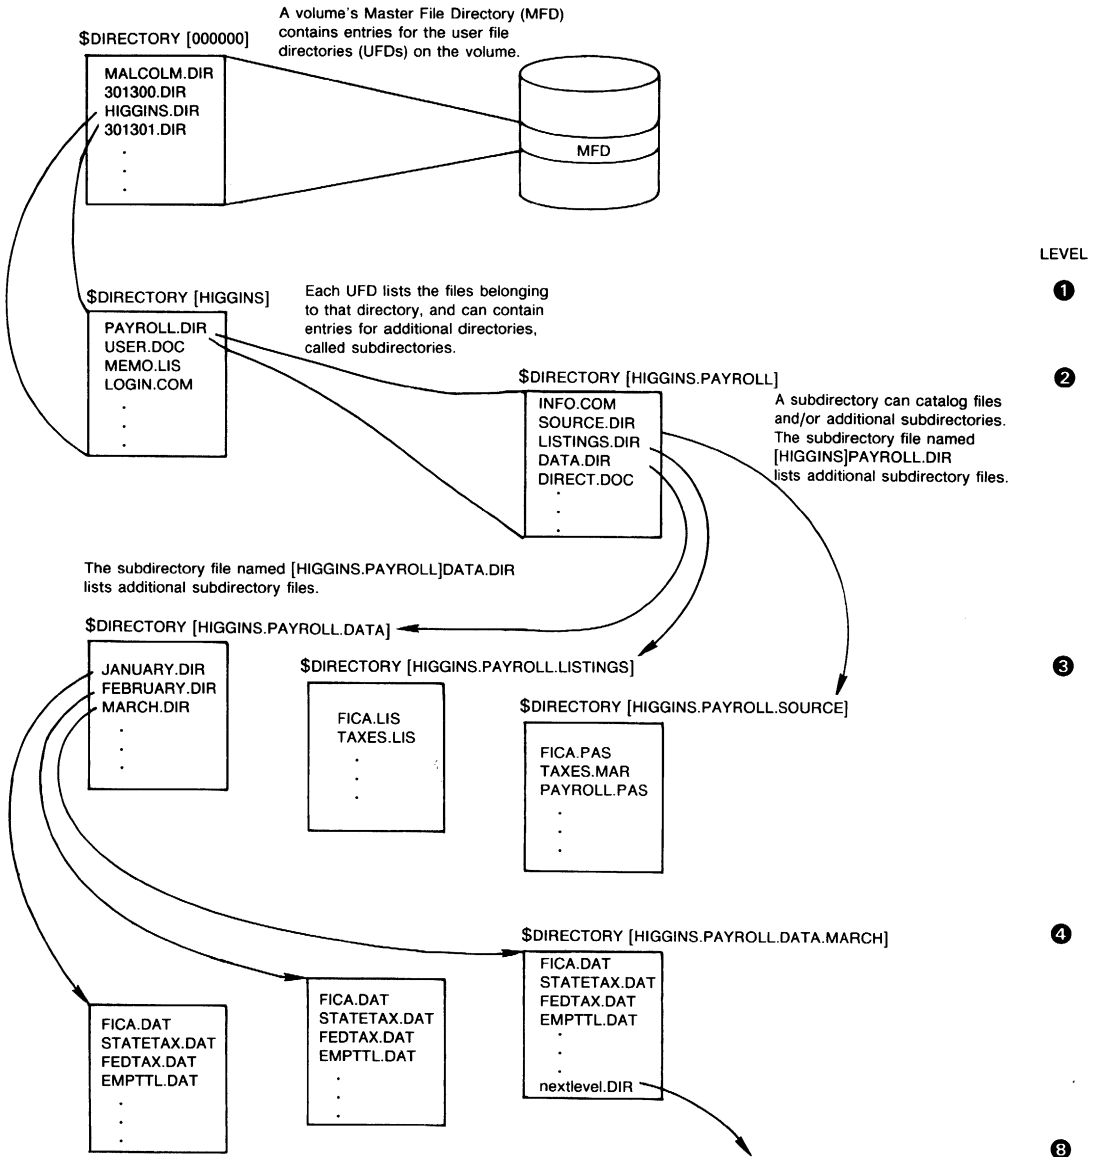 A volume's Master File Directory (MFD)
contains entries for the user file
directories (UFDs) on the volume.
$DIRECTORY [000000]
MALCOLM.DIR
301300.DIR
HIGGINS.DIR
301301.DIR
.
.
.
MFD
LEVEL
1
$DIRECTORY [HIGGINS]
PAYROLL.DIR
USER.DOC
MEMO.LIS
LOGIN.COM
.
.
.
Each UFD lists the files belonging
to that directory, and can contain
entries for additional directories,
called subdirectories.
2
$DIRECTORY [HIGGINS.PAYROLL]
INFO.COM
SOURCE.DIR
LISTINGS.DIR
DATA.DIR
DIRECT.DOC
.
.
.
A subdirectory can catalog files
and/or additional subdirectories.
The subdirectory file named
[HIGGINS]PAYROLL.DIR
lists additional subdirectory files.
The subdirectory file named [HIGGINS.PAYROLL]DATA.DIR
lists additional subdirectory files.
$DIRECTORY [HIGGINS.PAYROLL.DATA]
JANUARY.DIR
FEBRUARY.DIR
MARCH.DIR
.
.
.
$DIRECTORY [HIGGINS.PAYROLL.LISTINGS]
FICA.LIS
TAXES.LIS
.
.
.
3
$DIRECTORY [HIGGINS.PAYROLL.SOURCE]
FICA.PAS
TAXES.MAR
PAYROLL.PAS
.
.
.
4
$DIRECTORY [HIGGINS.PAYROLL.DATA.MARCH]
FICA.DAT
STATETAX.DAT
FEDTAX.DAT
EMPTTL.DAT
.
.
.
nextlevel.DIR
FICA.DAT
STATETAX.DAT
FEDTAX.DAT
EMPTTL.DAT
.
.
.
FICA.DAT
STATETAX.DAT
FEDTAX.DAT
EMPTTL.DAT
.
.
.
8